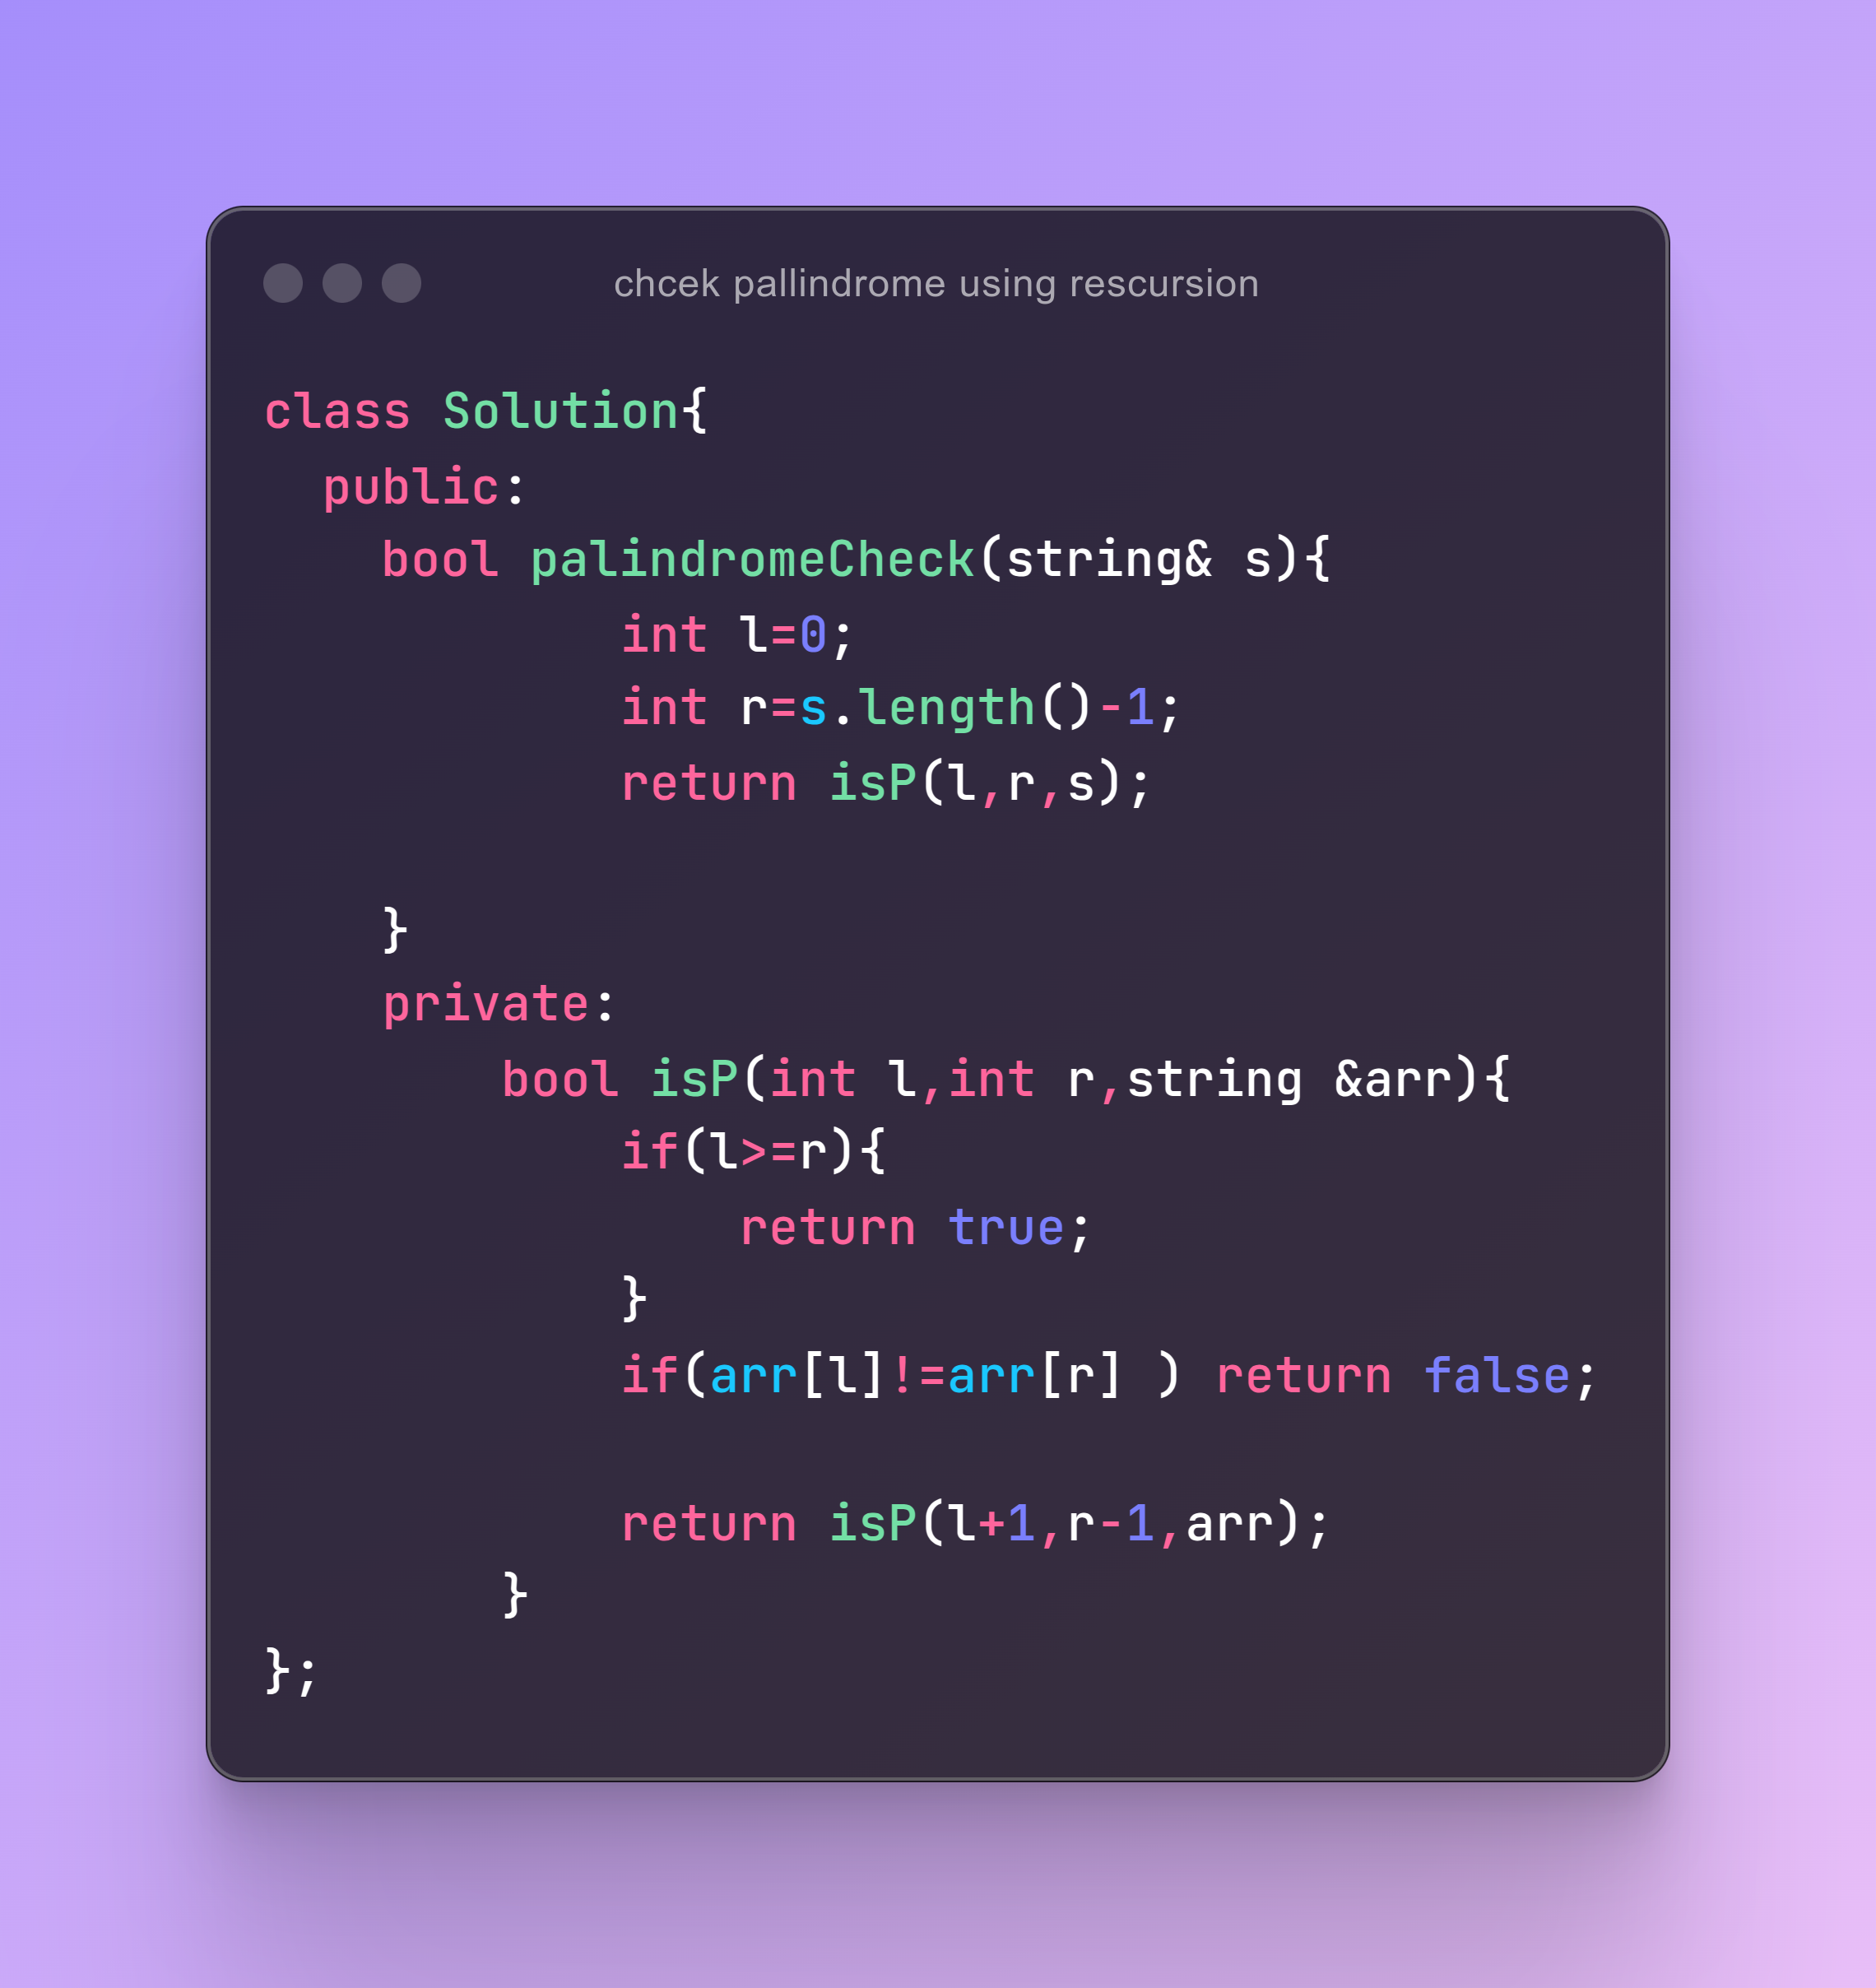 chcek pallindrome using rescursion
class Solution{
  public:
    bool palindromeCheck(string& s){
            int l=0;
            int r=s.length()-1;
            return isP(l,r,s);
    }
    private:
        bool isP(int l,int r,string &arr){
            if(l>=r){
                return true;
            }
            if(arr[l]!=arr[r] ) return false;
            return isP(l+1,r-1,arr);
        }
};